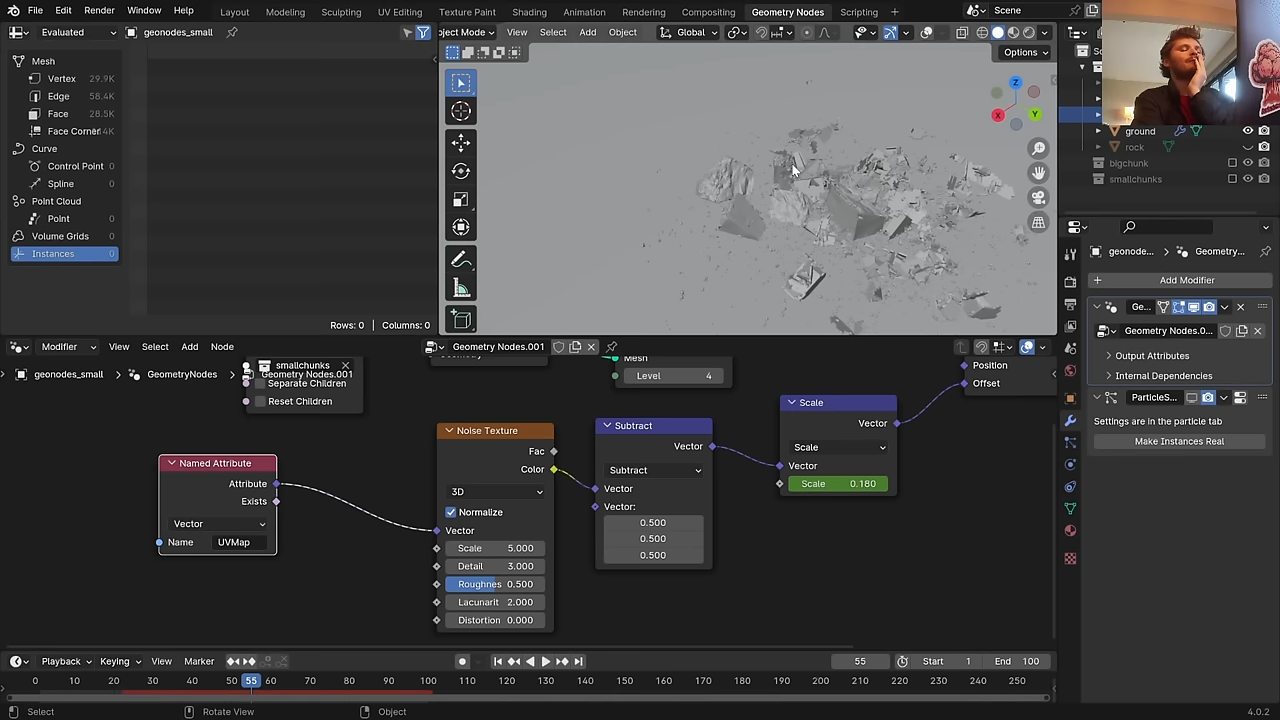 File Edit Render Window Help Layout Modeling Sculpting UV Editing Texture Paint Shading Animation Rendering Compositing Geometry Nodes Scripting Scene
Evaluated geonodes_small
oject Mode View Select Add Object Global
Options
Mesh
Vertex 29.9K
Edge 58.4K
Face 28.5K
Face Corner
Curve
Control Point 0
Spline 0
Point Cloud
Point 0
Volume Grids 0
Instances 0
Rows: 0 | Columns: 0
Z
X
Y
ground
rock
bigchunk
smallchunks
geonode... Geometry...
Add Modifier
Ge...
Geometry Nodes.0...
Output Attributes
Internal Dependencies
ParticleS...
Settings are in the particle tab
Make Instances Real
Modifier View Select Add Node Geometry Nodes.001
geonodes_small GeometryNodes Geometry Nodes.001
smallchunks
Separate Children
Reset Children
Mesh
Level 4
Position
Offset
Named Attribute
Attribute
Exists
Vector
Name UVMap
Noise Texture
Fac
Color
3D
Normalize
Vector
Scale 5.000
Detail 3.000
Roughnes 0.500
Lacunarit 2.000
Distortion 0.000
Subtract
Vector
Subtract
Vector
Vector:
0.500
0.500
0.500
Scale
Vector
Scale
Vector
Scale 0.180
Playback Keying View Marker 55 Start 1 End 100
0 10 20 30 40 55 60 70 80 90 100 110 120 130 140 150 160 170 180 190 200 210 220 230 240 250
Select Rotate View Object 4.0.2